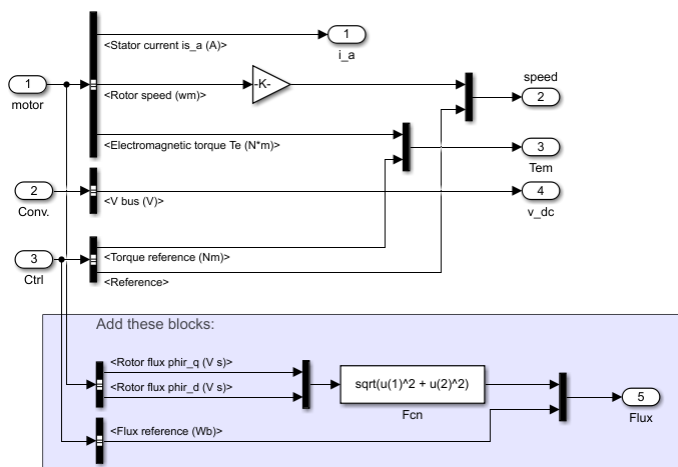 1
<Stator current is_a (A)>
i_a
speed
1
motor
<Rotor speed (wm)>
-K-
2
<Electromagnetic torque Te (N*m)>
3
Tem
2
Conv.
<V bus (V)>
4
v_dc
3
Ctrl
<Torque reference (Nm)>
<Reference>
Add these blocks:
<Rotor flux phir_q (V s)>
<Rotor flux phir_d (V s)>
sqrt(u(1)^2 + u(2)^2)
Fcn
5
Flux
<Flux reference (Wb)>